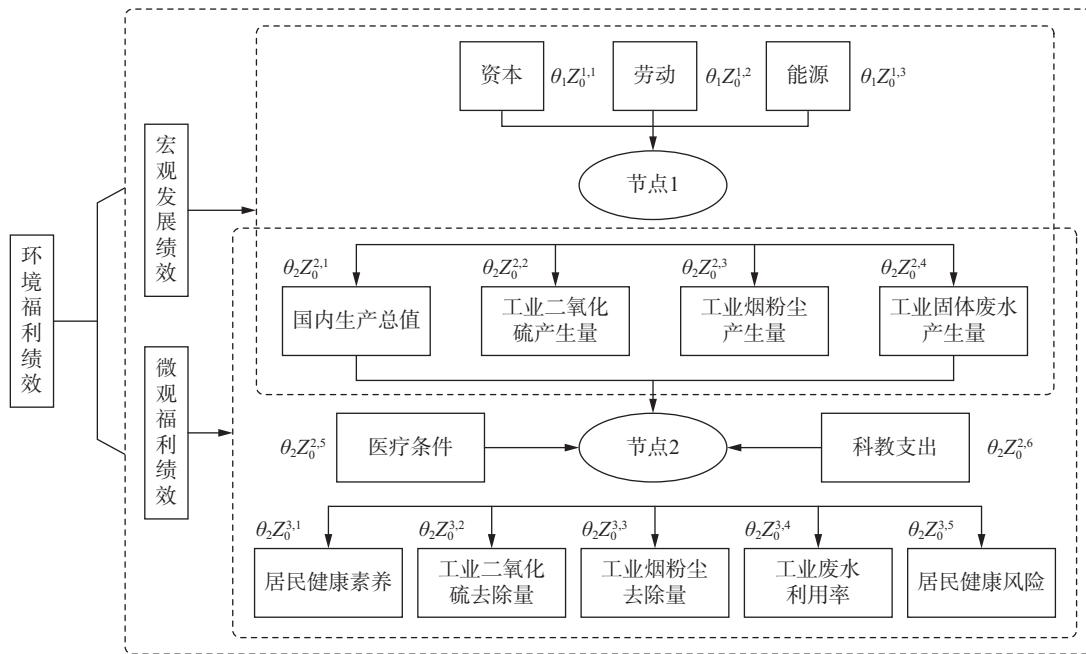 资本
θ₁Z₀^{1,1}
劳动
θ₁Z₀^{1,2}
能源
θ₁Z₀^{1,3}
节点1
环境福利绩效
宏观发展绩效
微观福利绩效
θ₂Z₀^{2,1}
θ₂Z₀^{2,2}
θ₂Z₀^{2,3}
θ₂Z₀^{2,4}
国内生产总值
工业二氧化
硫产生量
工业烟粉尘
产生量
工业固体废水
产生量
θ₂Z₀^{2,5}
医疗条件
节点2
科教支出
θ₂Z₀^{2,6}
θ₂Z₀^{3,1}
θ₂Z₀^{3,2}
θ₂Z₀^{3,3}
θ₂Z₀^{3,4}
θ₂Z₀^{3,5}
居民健康素养
工业二氧化
硫去除量
工业烟粉尘
去除量
工业废水
利用率
居民健康风险